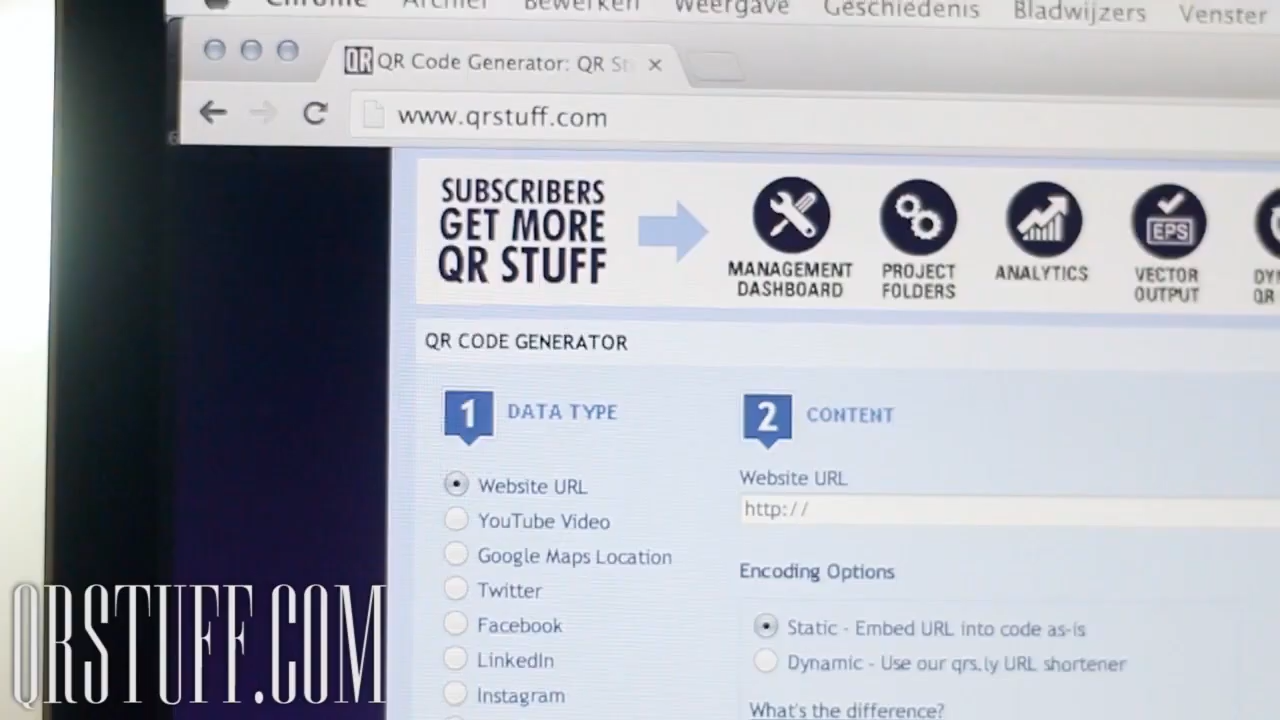 Chrome Archief Bewerken Weergave Geschiedenis Bladwijzers Venster
QR QR Code Generator: QR St
www.qrstuff.com
SUBSCRIBERS
GET MORE
QR STUFF
MANAGEMENT
DASHBOARD
PROJECT
FOLDERS
ANALYTICS
EPS
VECTOR
OUTPUT
QR
QR CODE GENERATOR
1 DATA TYPE
2 CONTENT
Website URL
YouTube Video
Google Maps Location
Twitter
Facebook
LinkedIn
Instagram
Website URL
http://
Encoding Options
Static - Embed URL into code as-is
Dynamic - Use our qrs.ly URL shortener
What's the difference?
QRSTUFF.COM